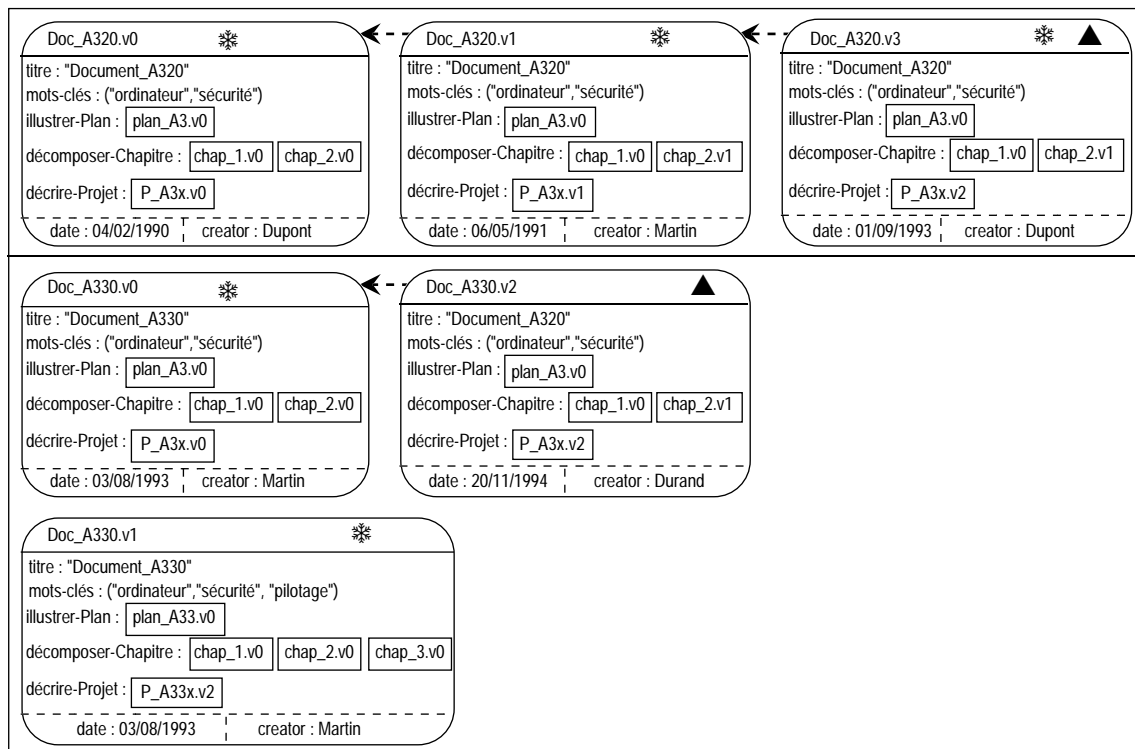 Doc_A320.v0
titre : "Document_A320"
mots-clés : ("ordinateur","sécurité")
illustrer-Plan : plan_A3.v0
décomposer-Chapitre : chap_1.v0 chap_2.v0
décrire-Projet : P_A3x.v0
date : 04/02/1990 creator : Dupont
Doc_A320.v1
titre : "Document_A320"
mots-clés : ("ordinateur","sécurité")
illustrer-Plan : plan_A3.v0
décomposer-Chapitre : chap_1.v0 chap_2.v1
décrire-Projet : P_A3x.v1
date : 06/05/1991 creator : Martin
Doc_A320.v3
titre : "Document_A320"
mots-clés : ("ordinateur","sécurité")
illustrer-Plan : plan_A3.v0
décomposer-Chapitre : chap_1.v0 chap_2.v1
décrire-Projet : P_A3x.v2
date : 01/09/1993 creator : Dupont
Doc_A330.v0
titre : "Document_A330"
mots-clés : ("ordinateur","sécurité")
illustrer-Plan : plan_A3.v0
décomposer-Chapitre : chap_1.v0 chap_2.v0
décrire-Projet : P_A3x.v0
date : 03/08/1993 creator : Martin
Doc_A330.v2
titre : "Document_A320"
mots-clés : ("ordinateur","sécurité")
illustrer-Plan : plan_A3.v0
décomposer-Chapitre : chap_1.v0 chap_2.v1
décrire-Projet : P_A3x.v2
date : 20/11/1994 creator : Durand
Doc_A330.v1
titre : "Document_A330"
mots-clés : ("ordinateur","sécurité", "pilotage")
illustrer-Plan : plan_A33.v0
décomposer-Chapitre : chap_1.v0 chap_2.v0 chap_3.v0
décrire-Projet : P_A33x.v2
date : 03/08/1993 creator : Martin